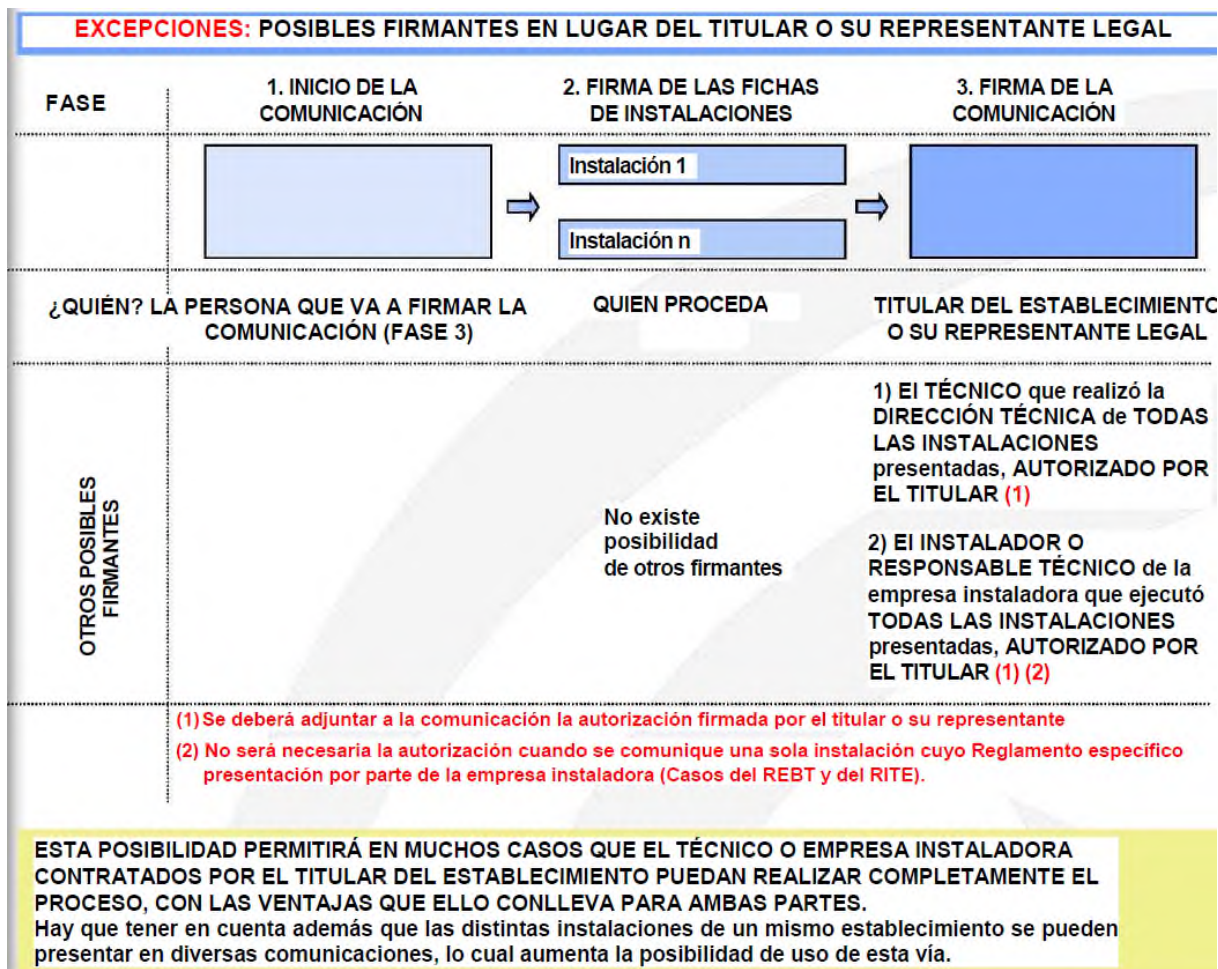 EXCEPCIONES: POSIBLES FIRMANTES EN LUGAR DEL TITULAR O SU REPRESENTANTE LEGAL
FASE
1. INICIO DE LA
COMUNICACIÓN
2. FIRMA DE LAS FICHAS
DE INSTALACIONES
3. FIRMA DE LA
COMUNICACIÓN
Instalación 1
Instalación n
¿QUIÉN? LA PERSONA QUE VA A FIRMAR LA
COMUNICACIÓN (FASE 3)
QUIEN PROCEDA
TITULAR DEL ESTABLECIMIENTO
O SU REPRESENTANTE LEGAL
OTROS POSIBLES
FIRMANTES
No existe
posibilidad
de otros firmantes
1) El TÉCNICO que realizó la
DIRECCIÓN TÉCNICA de TODAS
LAS INSTALACIONES
presentadas, AUTORIZADO POR
EL TITULAR (1)
2) El INSTALADOR O
RESPONSABLE TÉCNICO de la
empresa instaladora que ejecutó
TODAS LAS INSTALACIONES
presentadas, AUTORIZADO POR
EL TITULAR (1) (2)
(1) Se deberá adjuntar a la comunicación la autorización firmada por el titular o su representante
(2) No será necesaria la autorización cuando se comunique una sola instalación cuyo Reglamento específico
presentación por parte de la empresa instaladora (Casos del REBT y del RITE).
ESTA POSIBILIDAD PERMITIRÁ EN MUCHOS CASOS QUE EL TÉCNICO O EMPRESA INSTALADORA
CONTRATADOS POR EL TITULAR DEL ESTABLECIMIENTO PUEDAN REALIZAR COMPLETAMENTE EL
PROCESO, CON LAS VENTAJAS QUE ELLO CONLLEVA PARA AMBAS PARTES.
Hay que tener en cuenta además que las distintas instalaciones de un mismo establecimiento se pueden
presentar en diversas comunicaciones, lo cual aumenta la posibilidad de uso de esta vía.